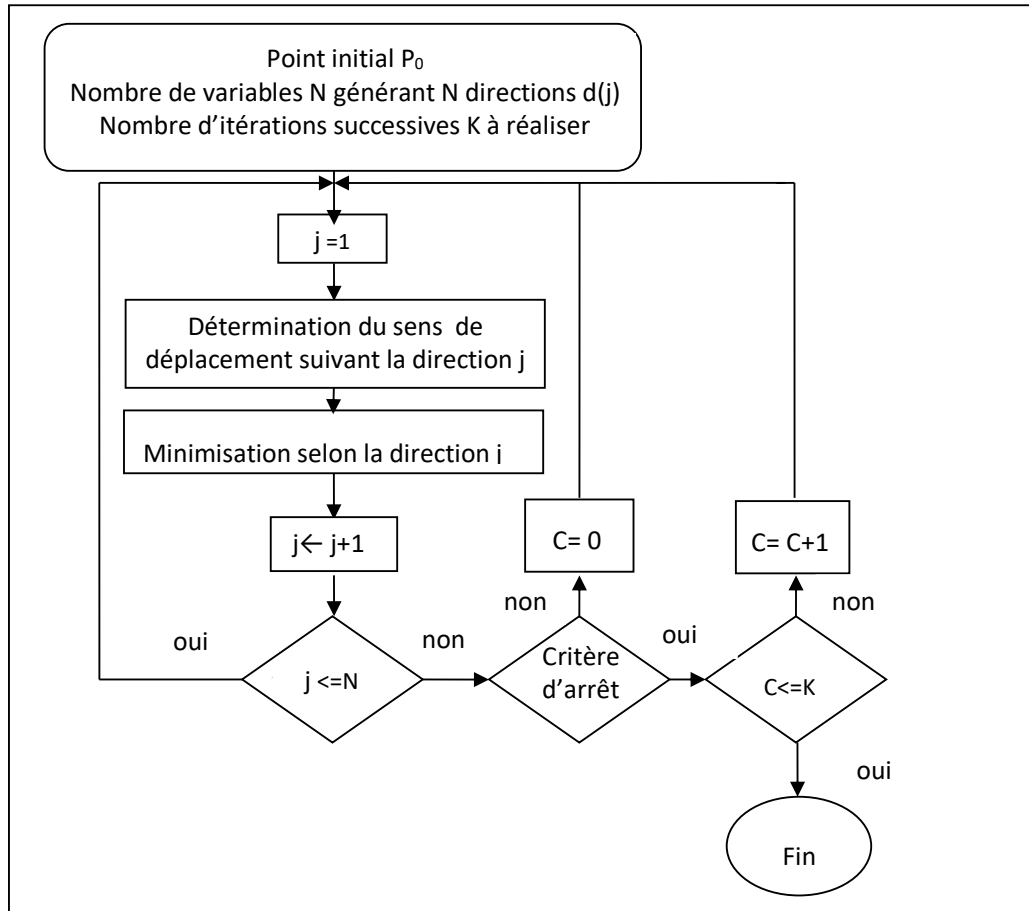 Point initial P₀
Nombre de variables N générant N directions d(j)
Nombre d'itérations successives K à réaliser
j =1
Détermination du sens de
déplacement suivant la direction j
Minimisation selon la direction j
j← j+1
C= 0
C= C+1
non
non
oui
non
oui
j <=N
Critère
d'arrêt
C<=K
oui
Fin